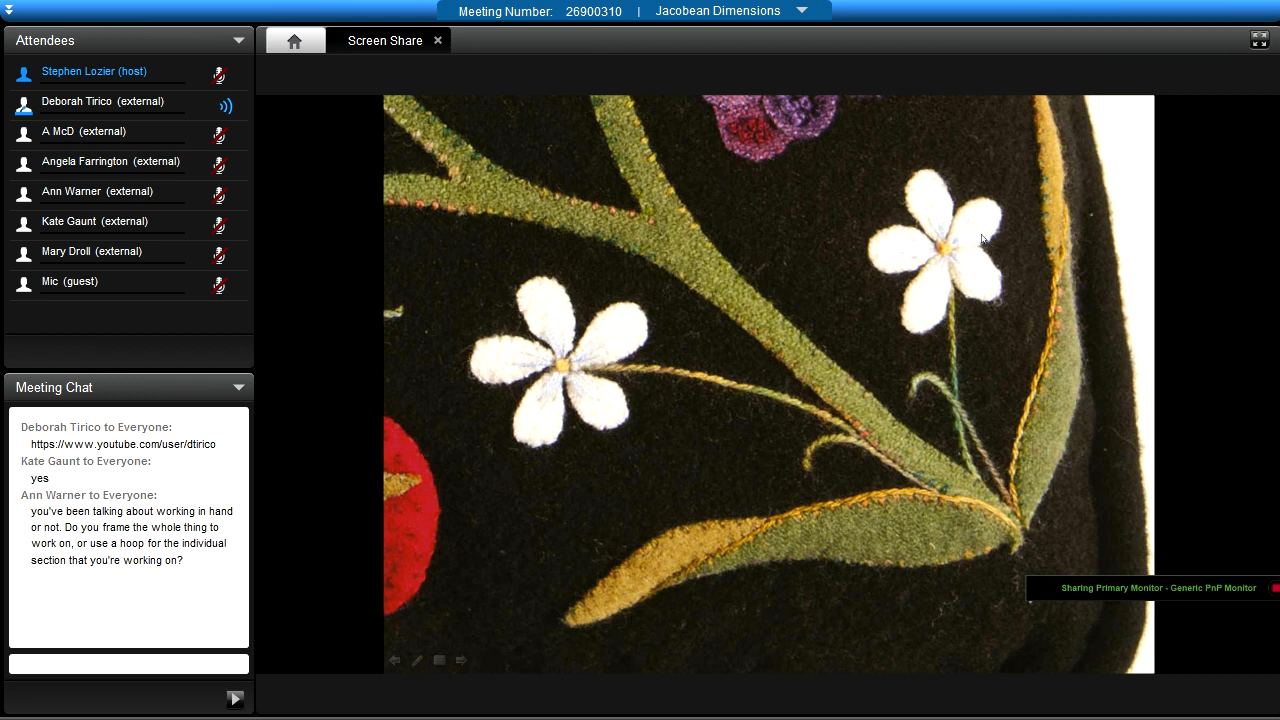 Meeting Number: 26900310 | Jacobean Dimensions
Attendees
Stephen Lozier (host)
Deborah Tirico (external)
A McD (external)
Angela Farrington (external)
Ann Warner (external)
Kate Gaunt (external)
Mary Droll (external)
Mic (guest)
Screen Share
Meeting Chat
Deborah Tirico to Everyone:
https://www.youtube.com/user/dtirico
Kate Gaunt to Everyone:
yes
Ann Warner to Everyone:
you've been talking about working in hand
or not. Do you frame the whole thing to
work on, or use a hoop for the individual
section that you're working on?
Sharing Primary Monitor - Generic PnP Monitor